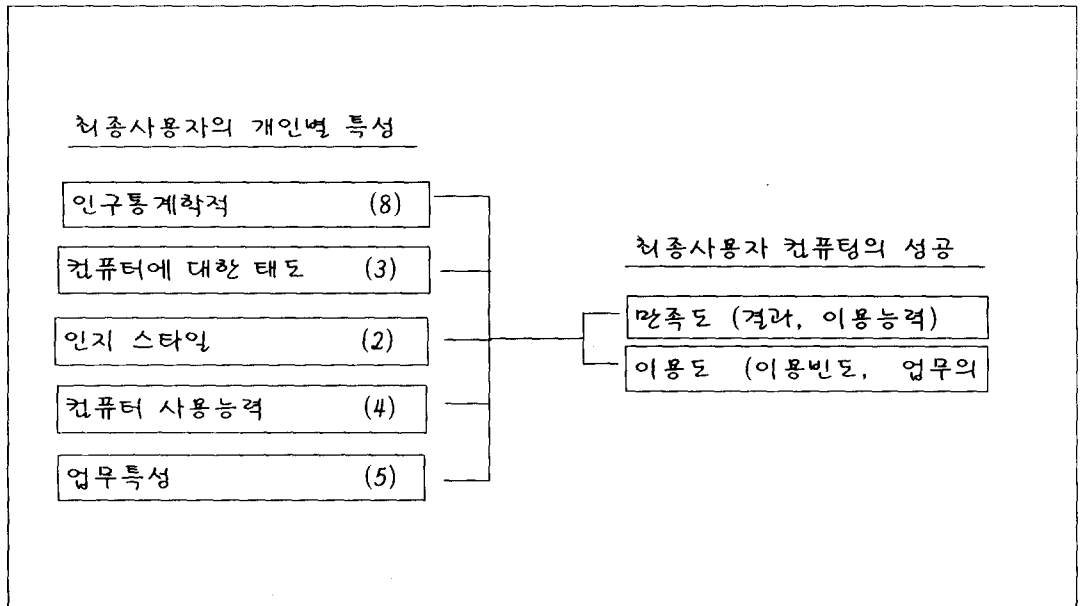 최종사용자의 개인별 특성
인구통계학적 (8)
컴퓨터에 대한 태도 (3)
인지 스타일 (2)
컴퓨터 사용능력 (4)
업무특성 (5)
최종사용자 컴퓨팅의 성공
만족도 (결과, 이용능력)
이용도 (이용빈도, 업무의